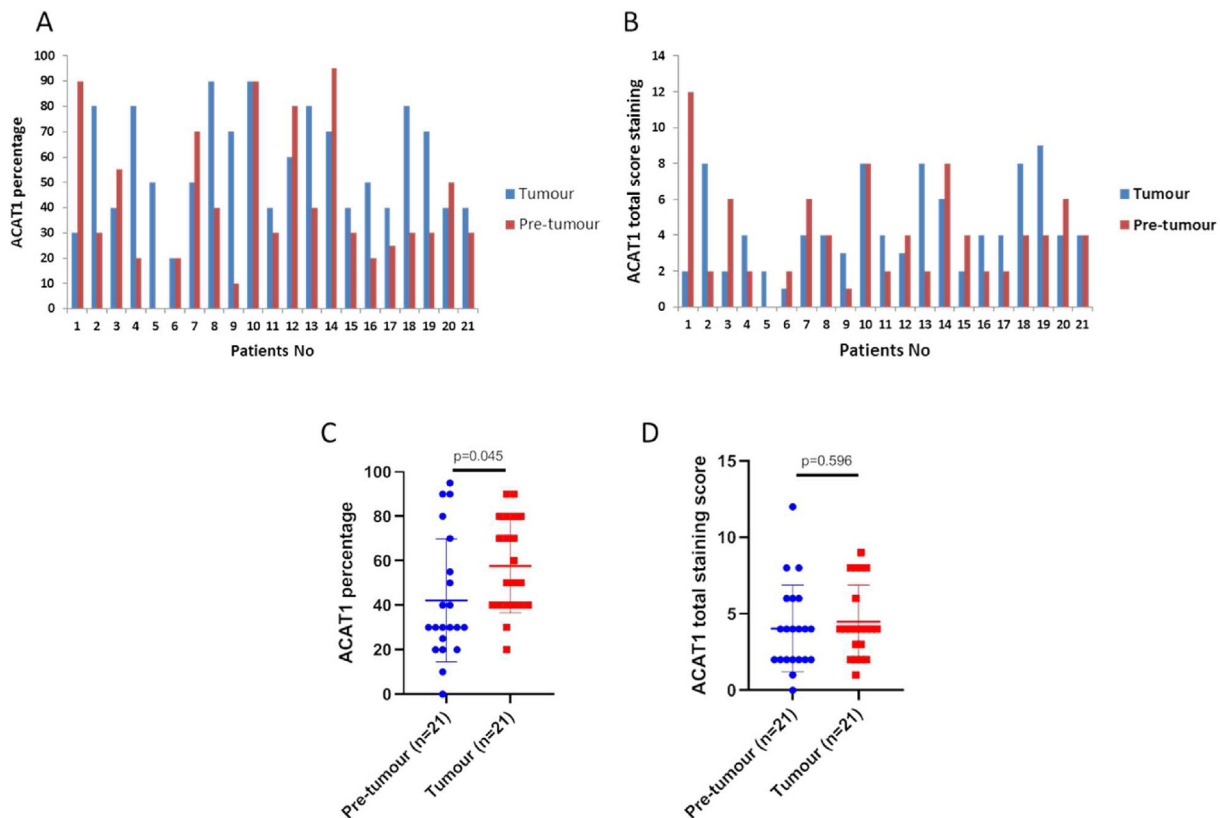 A
100
90
80
70
60
50
40
30
20
10
0
ACAT1 percentage
1 2 3 4 5 6 7 8 9 10 11 12 13 14 15 16 17 18 19 20 21
Patients No
Tumour
Pre-tumour
B
14
12
10
8
6
4
2
0
ACAT1 total score staining
1 2 3 4 5 6 7 8 9 10 11 12 13 14 15 16 17 18 19 20 21
Patients No
Tumour
Pre-tumour
C
p=0.045
100
80
60
40
20
0
ACAT1 percentage
Pre-tumour (n=21)
Tumour (n=21)
D
p=0.596
15
10
5
0
ACAT1 total staining score
Pre-tumour (n=21)
Tumour (n=21)